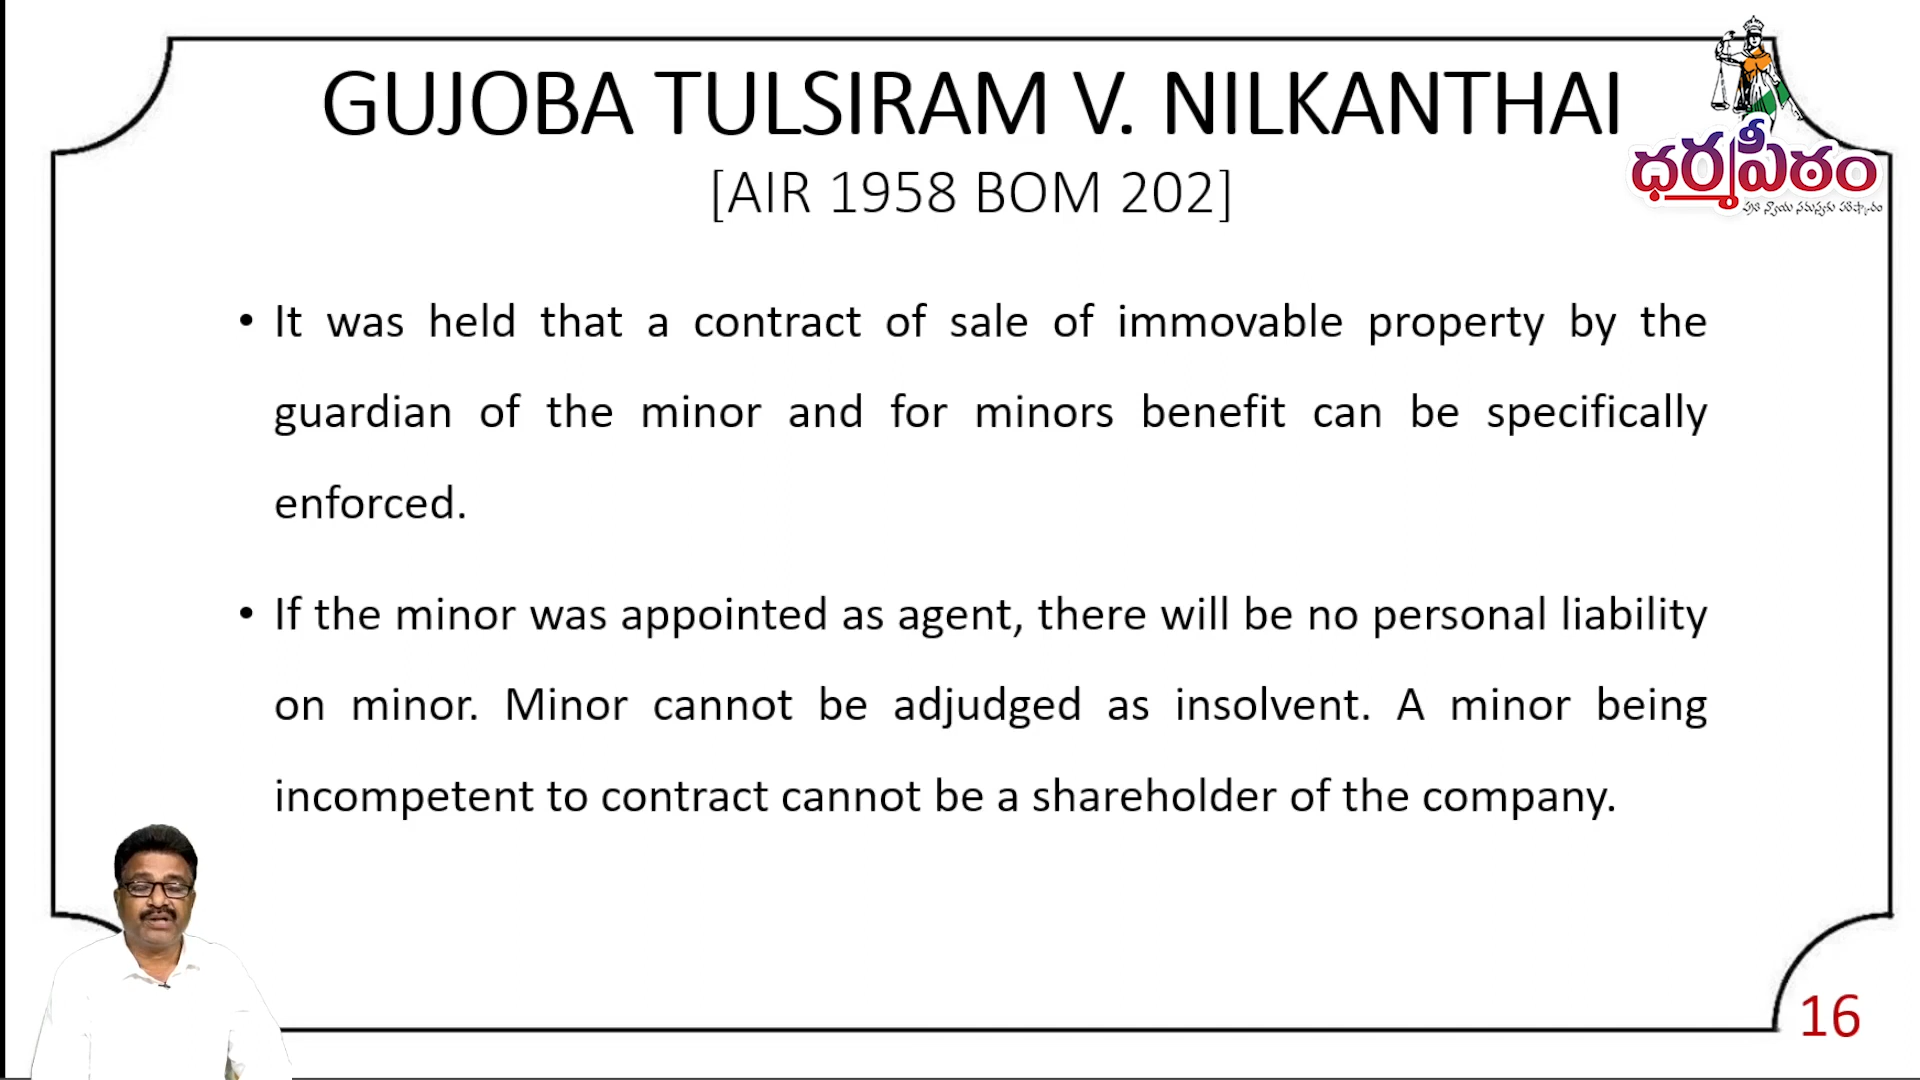 GUJOBA TULSIRAM V. NILKANTHAI
[AIR 1958 BOM 202]
ధర్మపీఠం
• It was held that a contract of sale of immovable property by the
guardian of the minor and for minors benefit can be specifically
enforced.
• If the minor was appointed as agent, there will be no personal liability
on minor. Minor cannot be adjudged as insolvent. A minor being
incompetent to contract cannot be a shareholder of the company.
16